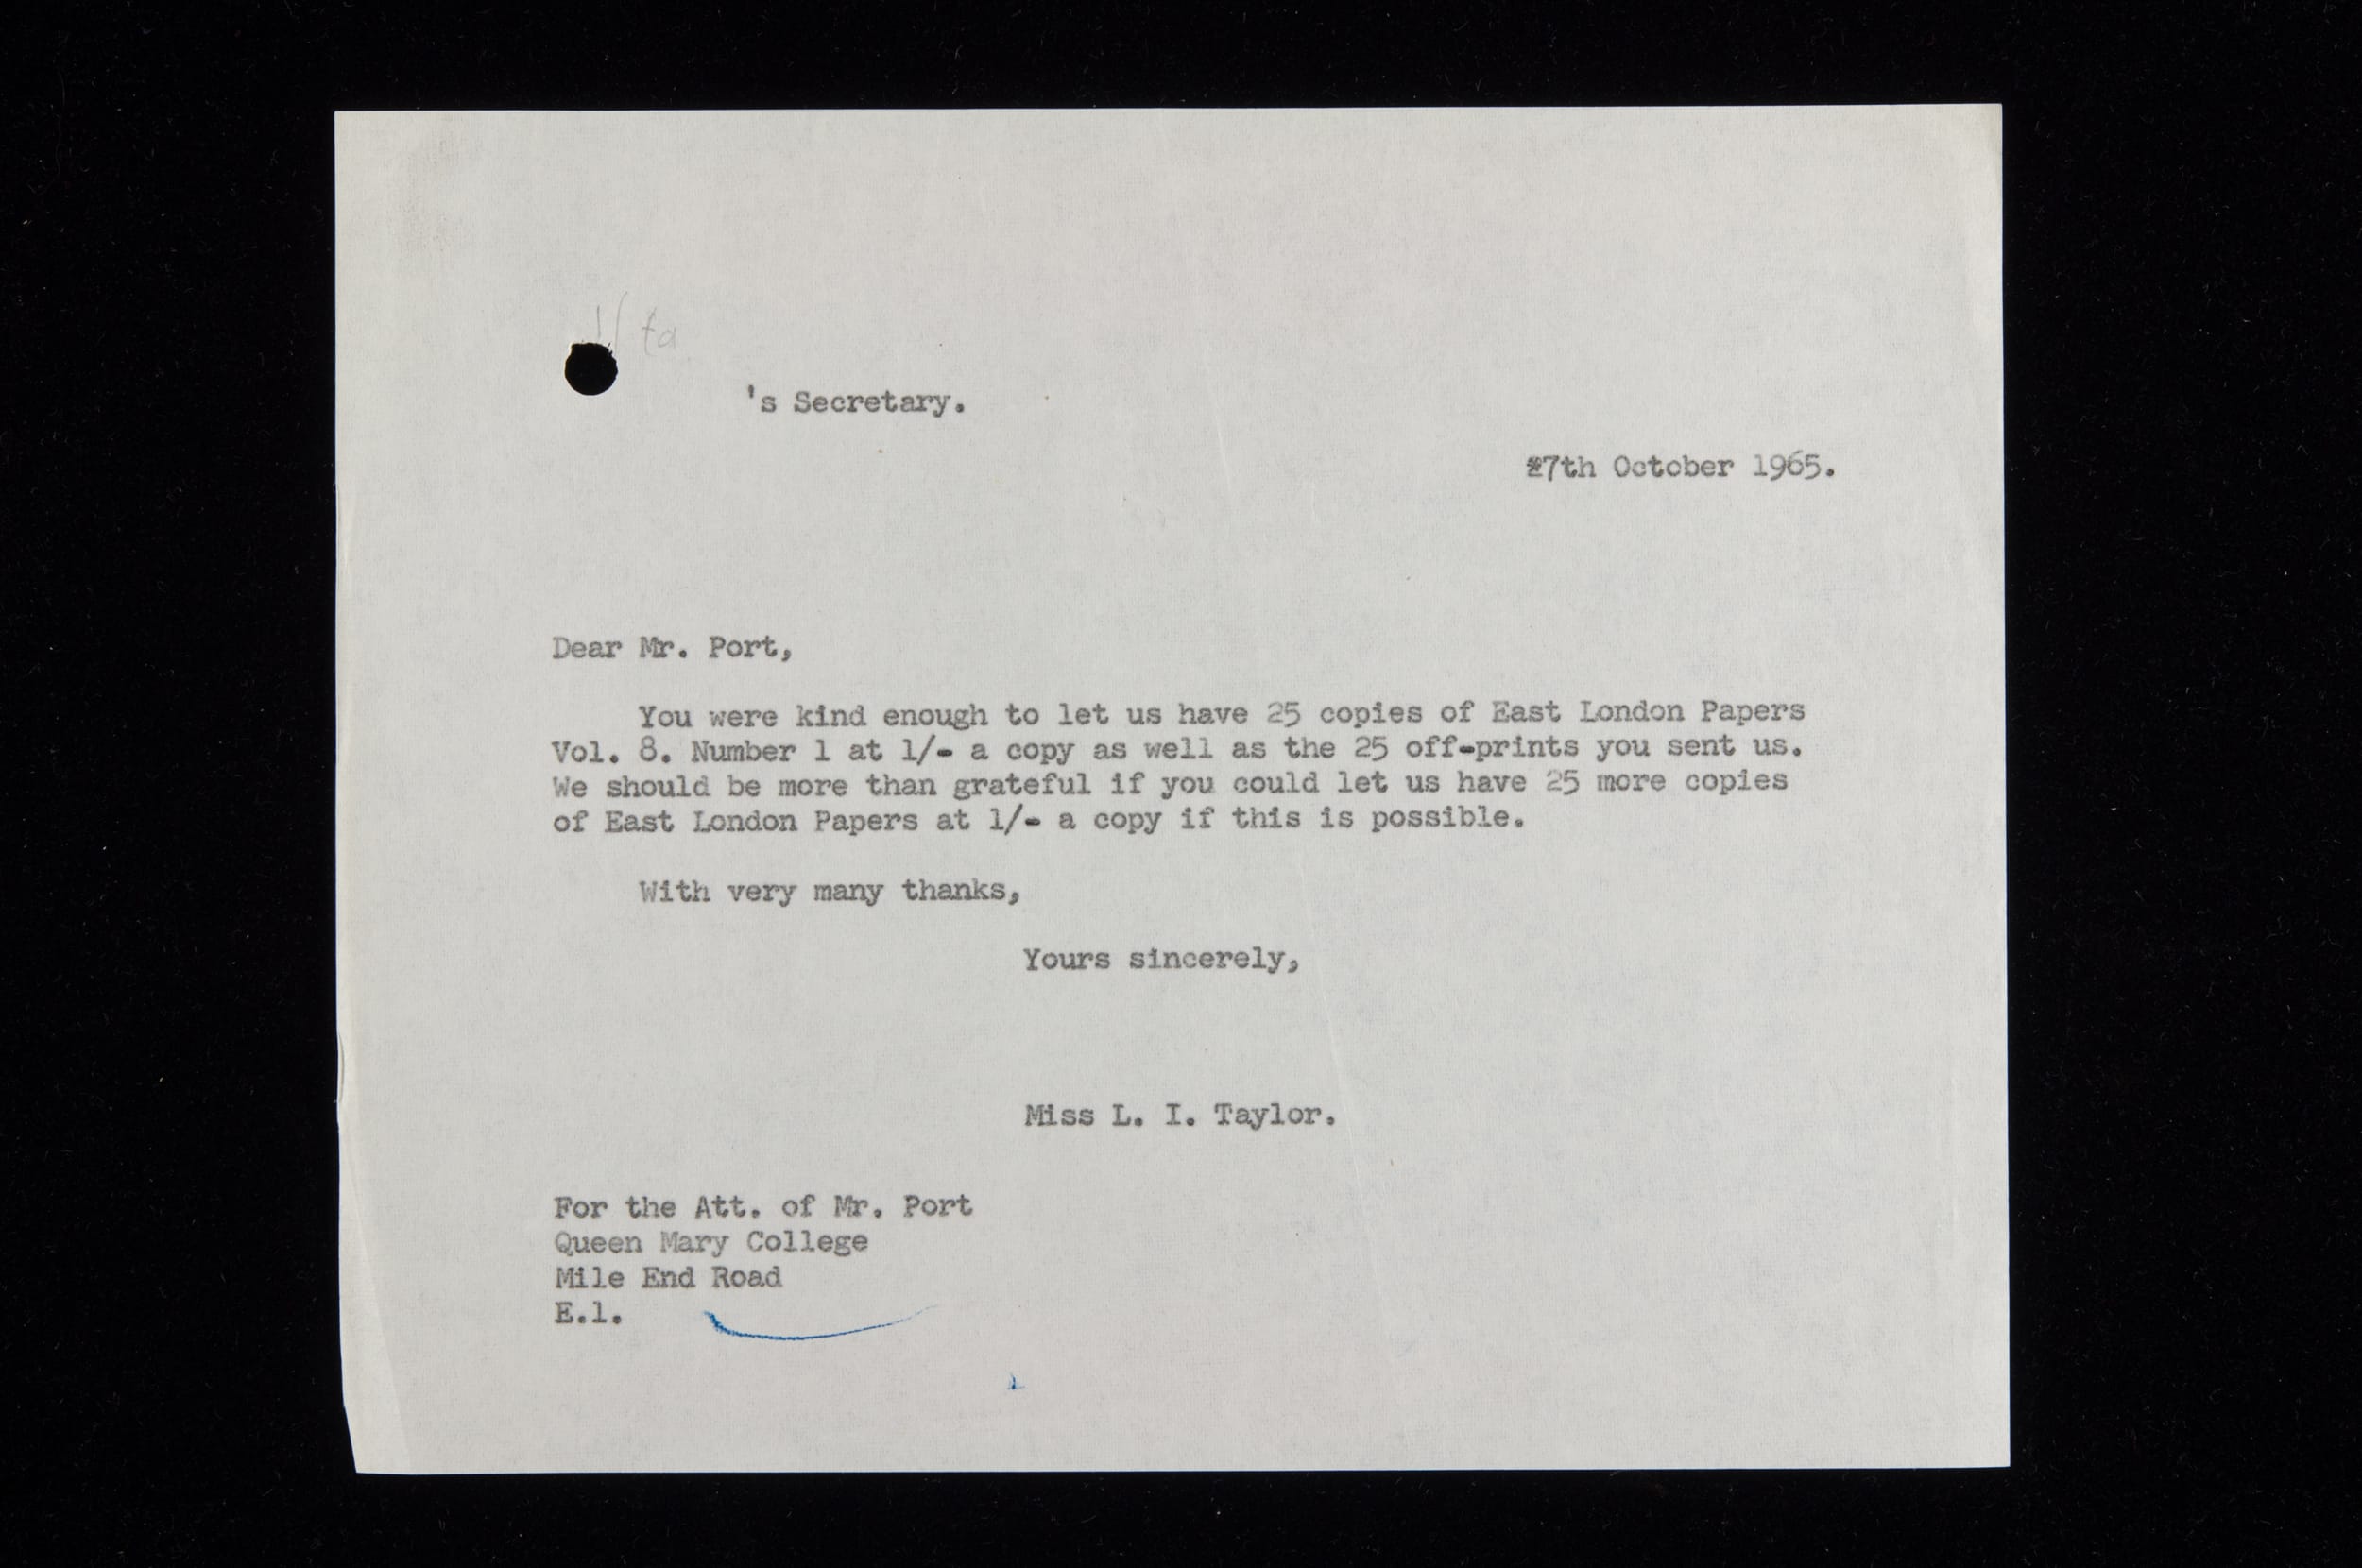 's Secretary.
27th October 1965.
Dear Mr. Port,
You were kind enough to let us have 25 copies of East London Papers
Vol. 8. Number 1 at 1/- a copy as well as the 25 off-prints you sent us.
We should be more than grateful if you could let us have 25 more copies
of East London Papers at 1/- a copy if this is possible.
With very many thanks,
Yours sincerely,
Miss L. I. Taylor.
For the Att. of Mr. Port
Queen Mary College
Mile End Road
E.1.